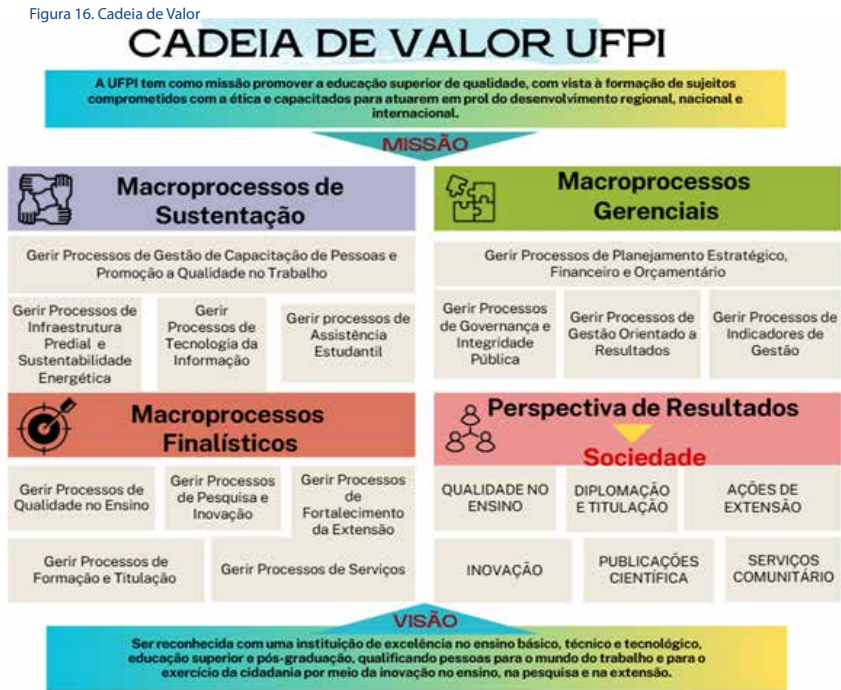 Figura 16. Cadeia de Valor
CADEIA DE VALOR UFPI
A UFPI tem como missão promover a educação superior de qualidade, com vista à formação de sujeitos
comprometidos com a ética e capacitados para atuarem em prol do desenvolvimento regional, nacional e
internacional.
MISSÃO
Macroprocessos de
Sustentação
Gerir Processos de Gestão de Capacitação de Pessoas e
Promoção a Qualidade no Trabalho
Gerir Processos de
Infraestrutura
Predial e
Sustentabilidade
Energética
Gerir
Processos de
Tecnologia da
Informação
Gerir processos de
Assistência
Estudantil
Macroprocessos
Gerenciais
Gerir Processos de Planejamento Estratégico,
Financeiro e Orçamentário
Gerir Processos
de Governança e
Integridade
Pública
Gerir Processos de
Gestão Orientado a
Resultados
Gerir Processos de
Indicadores de
Gestão
Macroprocessos
Finalísticos
Gerir Processos de
Qualidade no Ensino
Gerir Processos
de Pesquisa e
Inovação
Gerir Processos
de
Fortalecimento
da Extensão
Gerir Processos de
Formação e Titulação
Gerir Processos de Serviços
Perspectiva de Resultados
Sociedade
QUALIDADE NO
ENSINO
DIPLOMAÇÃO
E TITULAÇÃO
AÇÕES DE
EXTENSÃO
INOVAÇÃO
PUBLICAÇÕES
CIENTÍFICA
SERVIÇOS
COMUNITÁRIO
VISÃO
Ser reconhecida com uma instituição de excelência no ensino básico, técnico e tecnológico,
educação superior e pós-graduação, qualificando pessoas para o mundo do trabalho e para o
exercício da cidadania por meio da inovação no ensino, na pesquisa e na extensão.